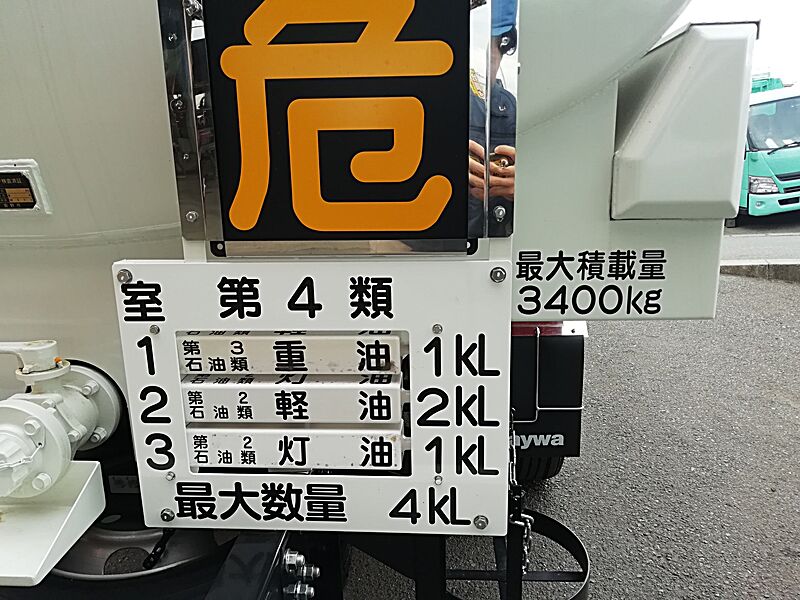 危
最大積載量
3400kg
室 第4類
1 第3石油類 重油 1KL
2 第2石油類 軽油 2KL
3 第2石油類 灯油 1KL
最大数量 4KL